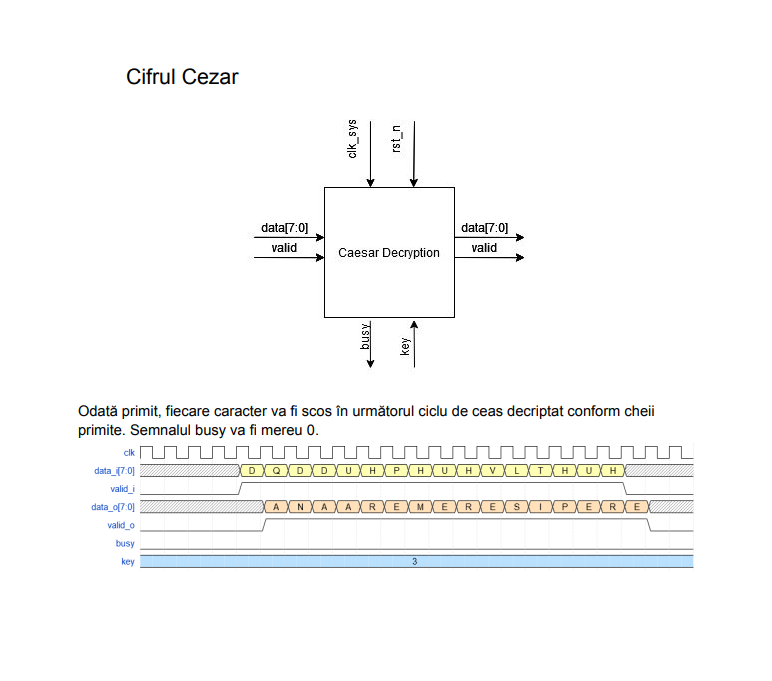 Cifrul Cezar
clk_sys
rst_n
data[7:0]
valid
Caesar Decryption
data[7:0]
valid
busy
key
Odată primit, fiecare caracter va fi scos în următorul ciclu de ceas decriptat conform cheii
primite. Semnalul busy va fi mereu 0.
clk
data_i[7:0] D Q D D U H P H U H V L T H U H
valid_i
data_o[7:0] A N A A R E M E R E S I P E R E
valid_o
busy
key 3